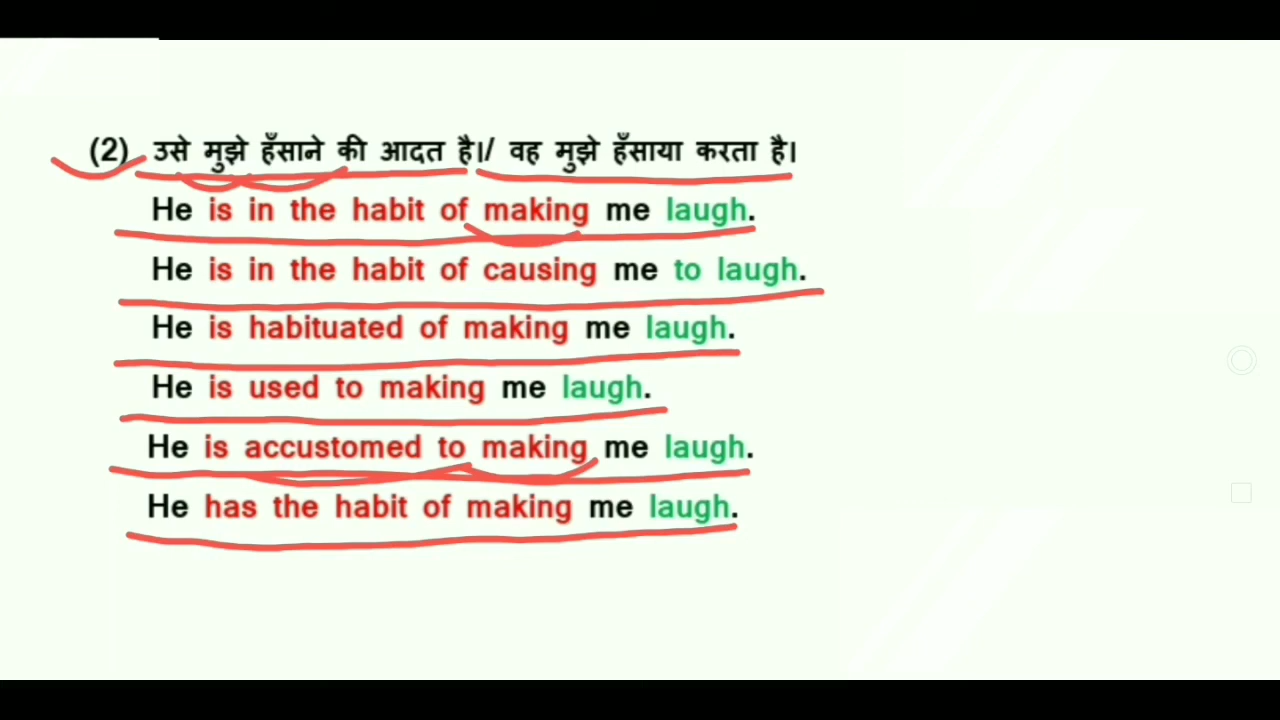 (2) उसे मुझे हँसाने की आदत है।/ वह मुझे हँसाया करता है।
He is in the habit of making me laugh.
He is in the habit of causing me to laugh.
He is habituated of making me laugh.
He is used to making me laugh.
He is accustomed to making me laugh.
He has the habit of making me laugh.